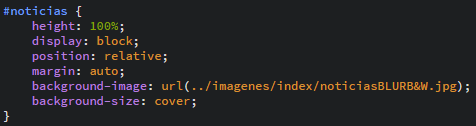 #noticias {
height: 100%;
display: block;
position: relative;
margin: auto;
background-image: url(../imagenes/index/noticiasBLURB&W.jpg);
background-size: cover;
}